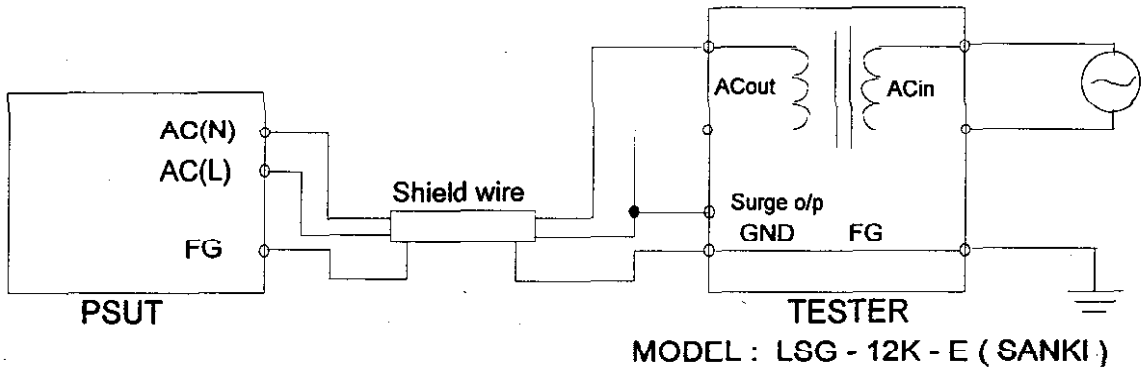 ACout
ACin
AC(N)
AC(L)
Shield wire
Surge o/p
GND
FG
FG
PSUT
TESTER
MODEL : LSG - 12K - E ( SANKI )